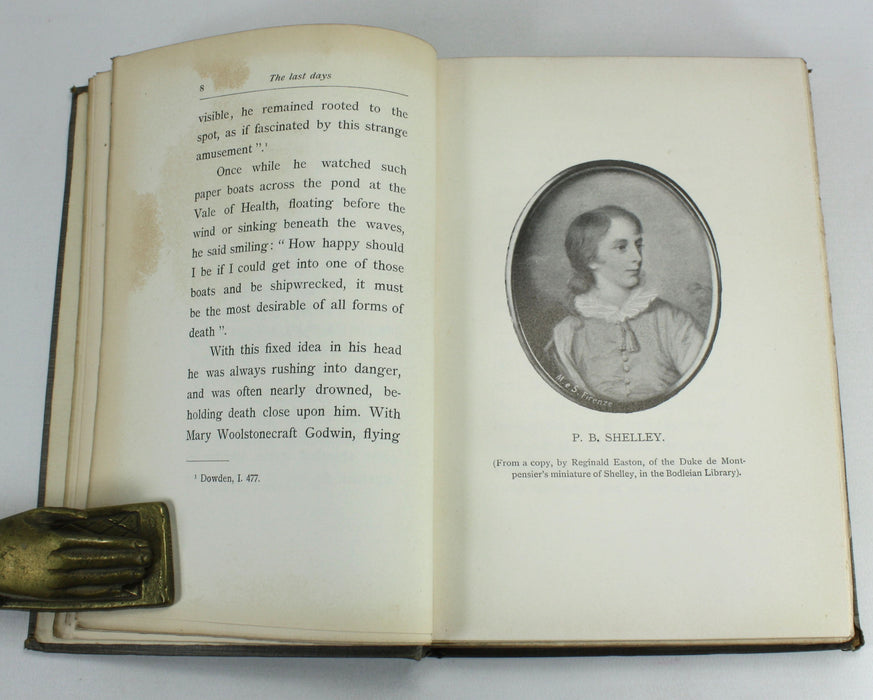 8 The last days
visible, he remained rooted to the
spot, as if fascinated by this strange
amusement ".¹
Once while he watched such
paper boats across the pond at the
Vale of Health, floating before the
wind or sinking beneath the waves,
he said smiling: " How happy should
I be if I could get into one of those
boats and be shipwrecked, it must
be the most desirable of all forms of
death ".
With this fixed idea in his head
he was always rushing into danger,
and was often nearly drowned, be-
holding death close upon him. With
Mary Woolstonecraft Godwin, flying
¹ Dowden, I. 477.
M. e S. Firenze
P. B. SHELLEY.
(From a copy, by Reginald Easton, of the Duke de Mont-
pensier's miniature of Shelley, in the Bodleian Library).